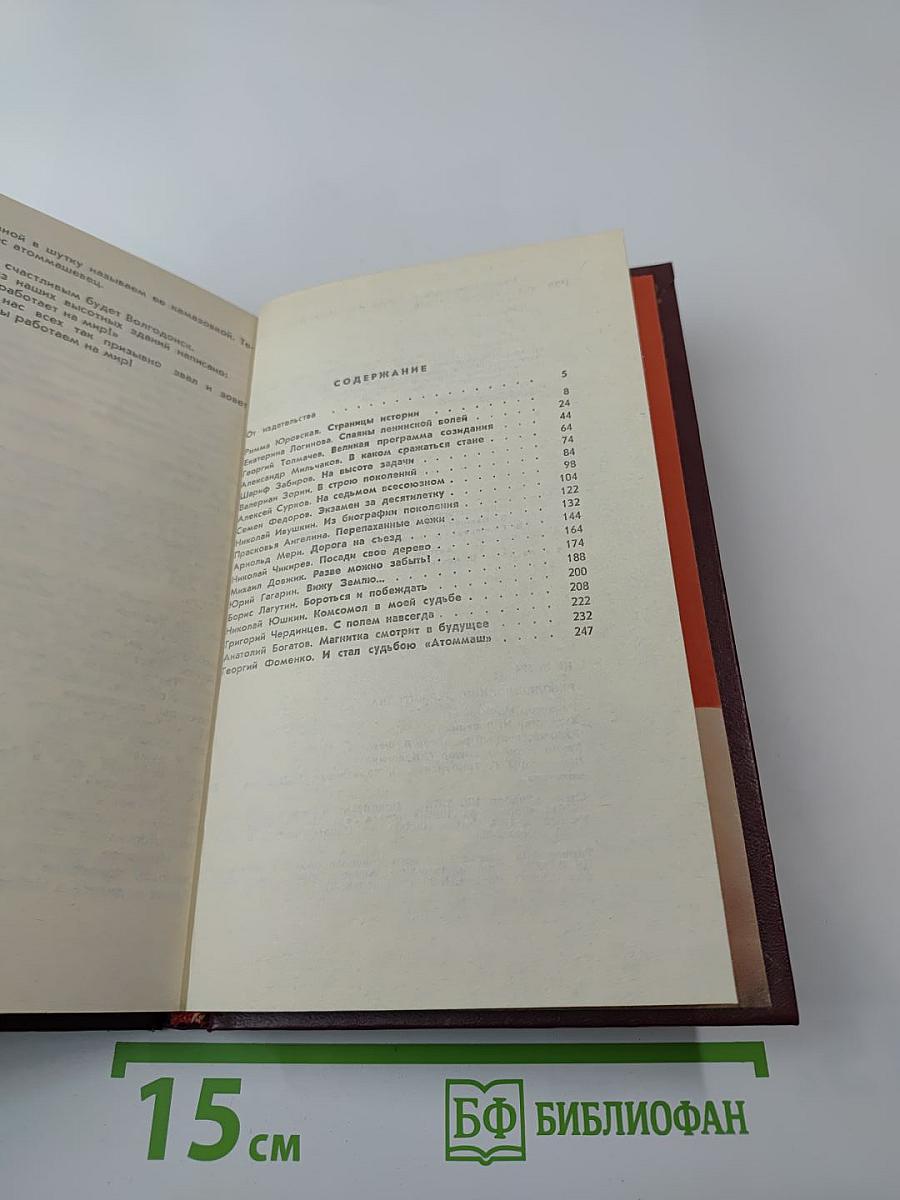 ной в шутку называем ее камазовкой. Те-
с атоммашевец.
счастливым будет Волгодонск.
з наших высотных зданий написано:
работает на мир!»
нас всех так призывно звал и зовет
ы работаем на мир!
СОДЕРЖАНИЕ
От издательства . . . . . . . . . . . . 5
Римма Юровская. Страницы истории . . . . . . 8
Екатерина Логинова. Спаяны ленинской волей . . . . 24
Георгий Толмачев. Великая программа созидания . . . 44
Александр Мильчаков. В каком сражаться стане . . . 64
Шариф Забиров. На высоте задачи . . . . . . 74
Валериан Зорин. В строю поколений . . . . . . 84
Алексей Сурков. На седьмом всесоюзном . . . . . 98
Семен Федоров. Экзамен за десятилетку . . . . . 104
Николай Ивушкин. Из биографии поколения . . . . 122
Прасковья Ангелина. Перепаханные межи . . . . . 132
Арнольд Мери. Дорога на съезд . . . . . . . 144
Николай Чикирев. Посади свое дерево . . . . . 164
Михаил Довжик. Разве можно забыть! . . . . . 174
Юрий Гагарин. Вижу Землю... . . . . . . . 188
Борис Лагутин. Бороться и побеждать . . . . . 200
Николай Юшкин. Комсомол в моей судьбе . . . . 208
Григорий Чердинцев. С полем навсегда . . . . . 222
Анатолий Богатов. Магнитка смотрит в будущее . . . 232
Георгий Фоменко. И стал судьбою «Атоммаш» . . . . 247
15 см
БФ БИБЛИОФАН